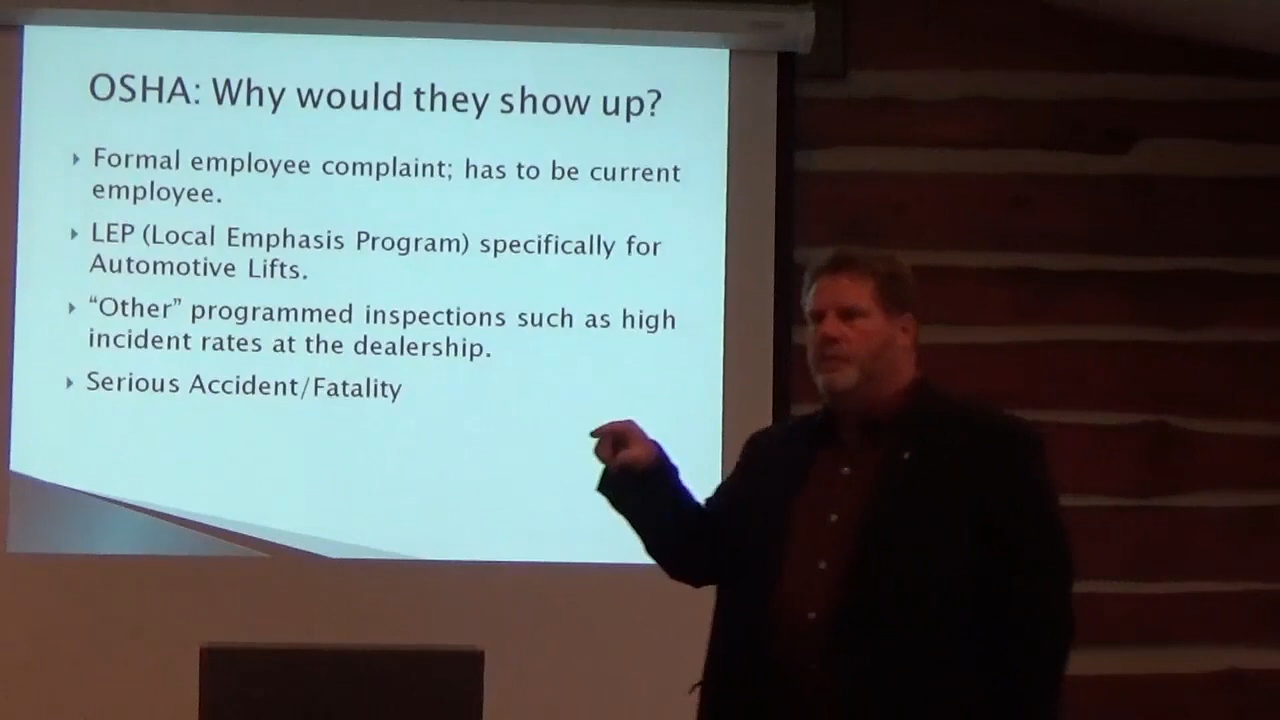 OSHA: Why would they show up?
Formal employee complaint; has to be current
employee.
LEP (Local Emphasis Program) specifically for
Automotive Lifts.
“Other” programmed inspections such as high
incident rates at the dealership.
Serious Accident/Fatality